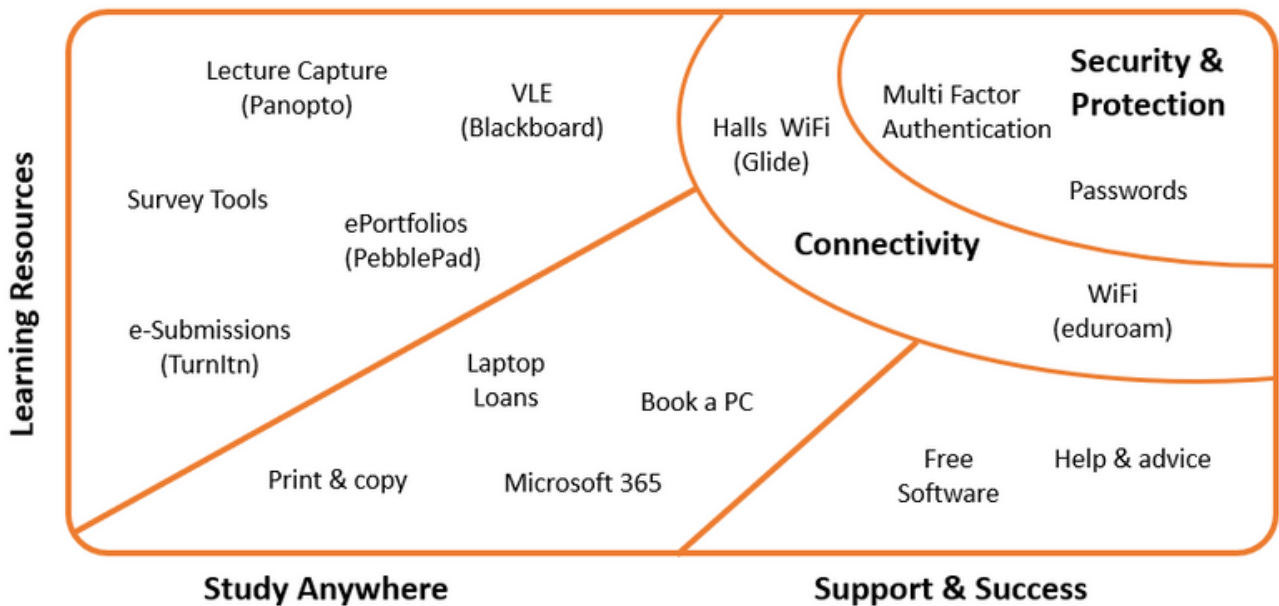 Learning Resources
Lecture Capture
(Panopto)
VLE
(Blackboard)
Survey Tools
ePortfolios
(PebblePad)
e-Submissions
(TurnItn)
Halls WiFi
(Glide)
Connectivity
WiFi
(eduroam)
Multi Factor
Authentication
Security &
Protection
Passwords
Laptop
Loans
Book a PC
Print & copy
Microsoft 365
Free
Software
Help & advice
Study Anywhere
Support & Success